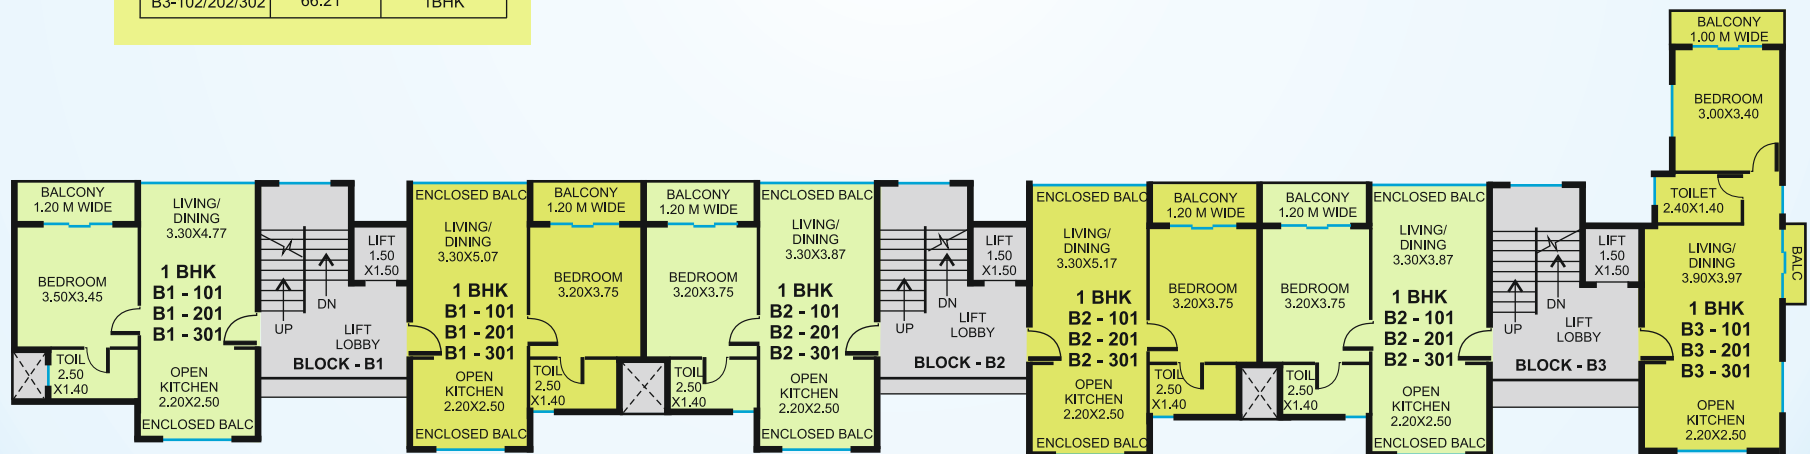 B3-102/202/302 66.21 1BHK
BALCONY
1.20 M WIDE
BEDROOM
3.50X3.45
TOIL
2.50
X1.40
LIVING/
DINING
3.30X4.77
1 BHK
B1 - 101
B1 - 201
B1 - 301
OPEN
KITCHEN
2.20X2.50
ENCLOSED BALC
UP
DN
LIFT
1.50
X1.50
LIFT
LOBBY
BLOCK - B1
ENCLOSED BALC
LIVING/
DINING
3.30X5.07
1 BHK
B1 - 101
B1 - 201
B1 - 301
OPEN
KITCHEN
2.20X2.50
ENCLOSED BALC
BALCONY
1.20 M WIDE
BEDROOM
3.20X3.75
TOIL
2.50
X1.40
BALCONY
1.20 M WIDE
BEDROOM
3.20X3.75
TOIL
2.50
X1.40
ENCLOSED BALC
LIVING/
DINING
3.30X3.87
1 BHK
B2 - 101
B2 - 201
B2 - 301
OPEN
KITCHEN
2.20X2.50
ENCLOSED BALC
UP
DN
LIFT
1.50
X1.50
LIFT
LOBBY
BLOCK - B2
ENCLOSED BALC
LIVING/
DINING
3.30X5.17
1 BHK
B2 - 101
B2 - 201
B2 - 301
OPEN
KITCHEN
2.20X2.50
ENCLOSED BALC
BALCONY
1.20 M WIDE
BEDROOM
3.20X3.75
TOIL
2.50
X1.40
BALCONY
1.20 M WIDE
BEDROOM
3.20X3.75
TOIL
2.50
X1.40
ENCLOSED BALC
LIVING/
DINING
3.30X3.87
1 BHK
B2 - 101
B2 - 201
B2 - 301
OPEN
KITCHEN
2.20X2.50
ENCLOSED BALC
UP
DN
LIFT
1.50
X1.50
LIFT
LOBBY
BLOCK - B3
BALCONY
1.00 M WIDE
BEDROOM
3.00X3.40
TOILET
2.40X1.40
LIVING/
DINING
3.90X3.97
BALC
1 BHK
B3 - 101
B3 - 201
B3 - 301
OPEN
KITCHEN
2.20X2.50